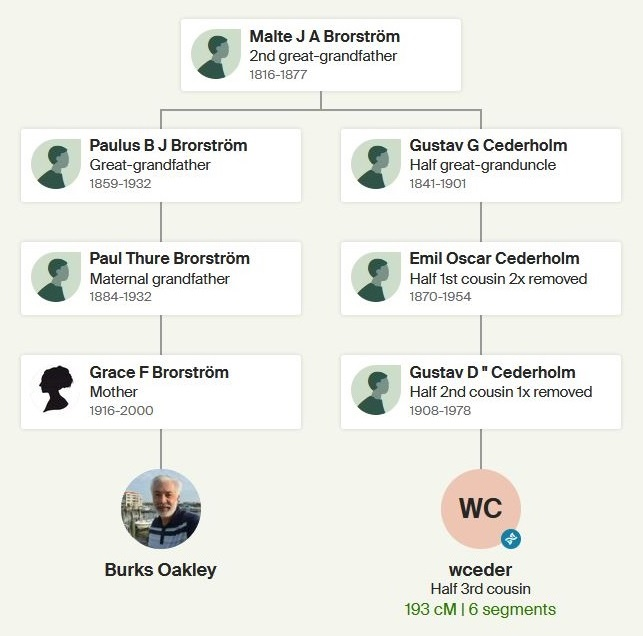 Malte J A Brorström
2nd great-grandfather
1816-1877
Paulus B J Brorström
Great-grandfather
1859-1932
Gustav G Cederholm
Half great-granduncle
1841-1901
Paul Thure Brorström
Maternal grandfather
1884-1932
Emil Oscar Cederholm
Half 1st cousin 2x removed
1870-1954
Grace F Brorström
Mother
1916-2000
Gustav D " Cederholm
Half 2nd cousin 1x removed
1908-1978
Burks Oakley
WC
wceder
Half 3rd cousin
193 cM | 6 segments